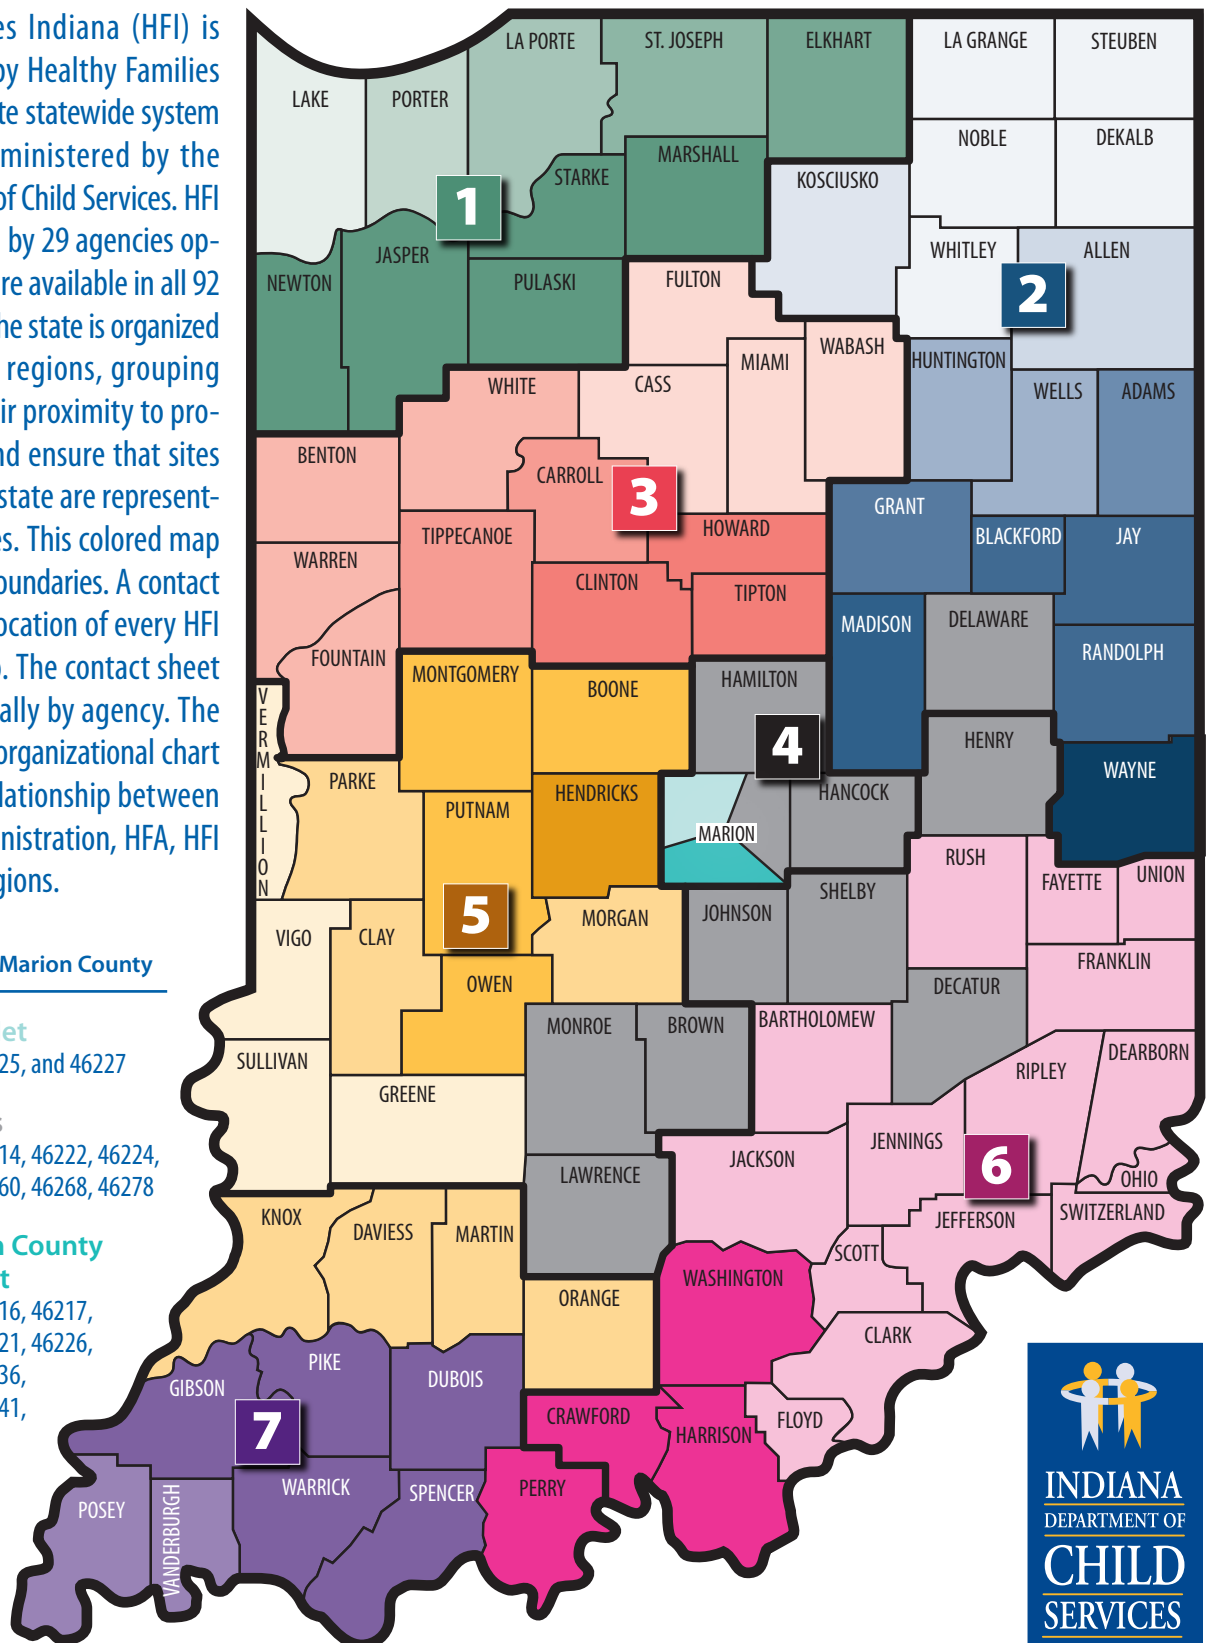 es Indiana (HFI) is
by Healthy Families
te statewide system
ministered by the
of Child Services. HFI
by 29 agencies op-
re available in all 92
he state is organized
regions, grouping
ir proximity to pro-
nd ensure that sites
state are represent-
es. This colored map
oundaries. A contact
ocation of every HFI
o. The contact sheet
ally by agency. The
organizational chart
lationship between
nistration, HFA, HFI
gions.
Marion County
et
25, and 46227
s
14, 46222, 46224,
60, 46268, 46278
n County
t
16, 46217,
21, 46226,
36,
41,
LAKE
PORTER
LA PORTE
ST. JOSEPH
ELKHART
LA GRANGE
STEUBEN
NOBLE
DEKALB
MARSHALL
STARKE
KOSCIUSKO
1
JASPER
NEWTON
PULASKI
FULTON
WHITLEY
ALLEN
2
MIAMI
WABASH
HUNTINGTON
WHITE
CASS
WELLS
ADAMS
BENTON
CARROLL
3
GRANT
HOWARD
TIPPECANOE
BLACKFORD
JAY
WARREN
CLINTON
TIPTON
MADISON
DELAWARE
FOUNTAIN
RANDOLPH
MONTGOMERY
BOONE
HAMILTON
VERMILLION
4
HENRY
WAYNE
PARKE
PUTNAM
HENDRICKS
HANCOCK
MARION
RUSH
FAYETTE
UNION
SHELBY
5
MORGAN
JOHNSON
VIGO
CLAY
FRANKLIN
OWEN
DECATUR
MONROE
BROWN
BARTHOLOMEW
DEARBORN
SULLIVAN
RIPLEY
GREENE
JENNINGS
6
JACKSON
LAWRENCE
OHIO
KNOX
DAVIESS
MARTIN
JEFFERSON
SWITZERLAND
SCOTT
WASHINGTON
ORANGE
CLARK
PIKE
GIBSON
DUBOIS
7
CRAWFORD
HARRISON
FLOYD
WARRICK
SPENCER
PERRY
POSEY
VANDERBURGH
INDIANA
DEPARTMENT OF
CHILD
SERVICES